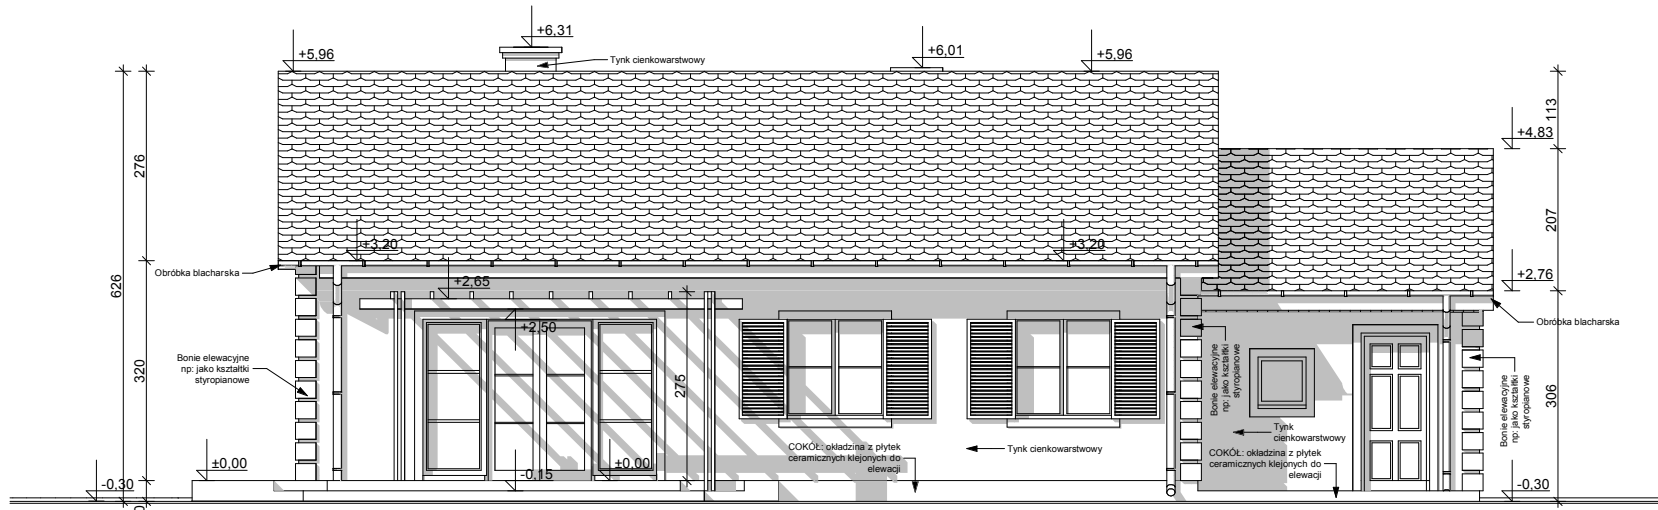 +6,31
+5,96
+6,01
+5,96
Tynk cienkowarstwowy
113
+4,83
276
626
207
+3,20
+3,20
Obróbka blacharska
+2,65
+2,76
+2,50
Obróbka blacharska
Bonie elewacyjne
np: jako kształtki
styropianowe
320
275
Bonie elewacyjne
np: jako kształtki
styropianowe
306
Bonie elewacyjne
np: jako kształtki
styropianowe
Tynk
cienkowarstwowy
COKÓŁ: okładzina z płytek
ceramicznych klejonych do
elewacji
Tynk cienkowarstwowy
COKÓŁ: okładzina z płytek
ceramicznych klejonych do
elewacji
±0,00
±0,00
-0,15
-0,30
-0,30